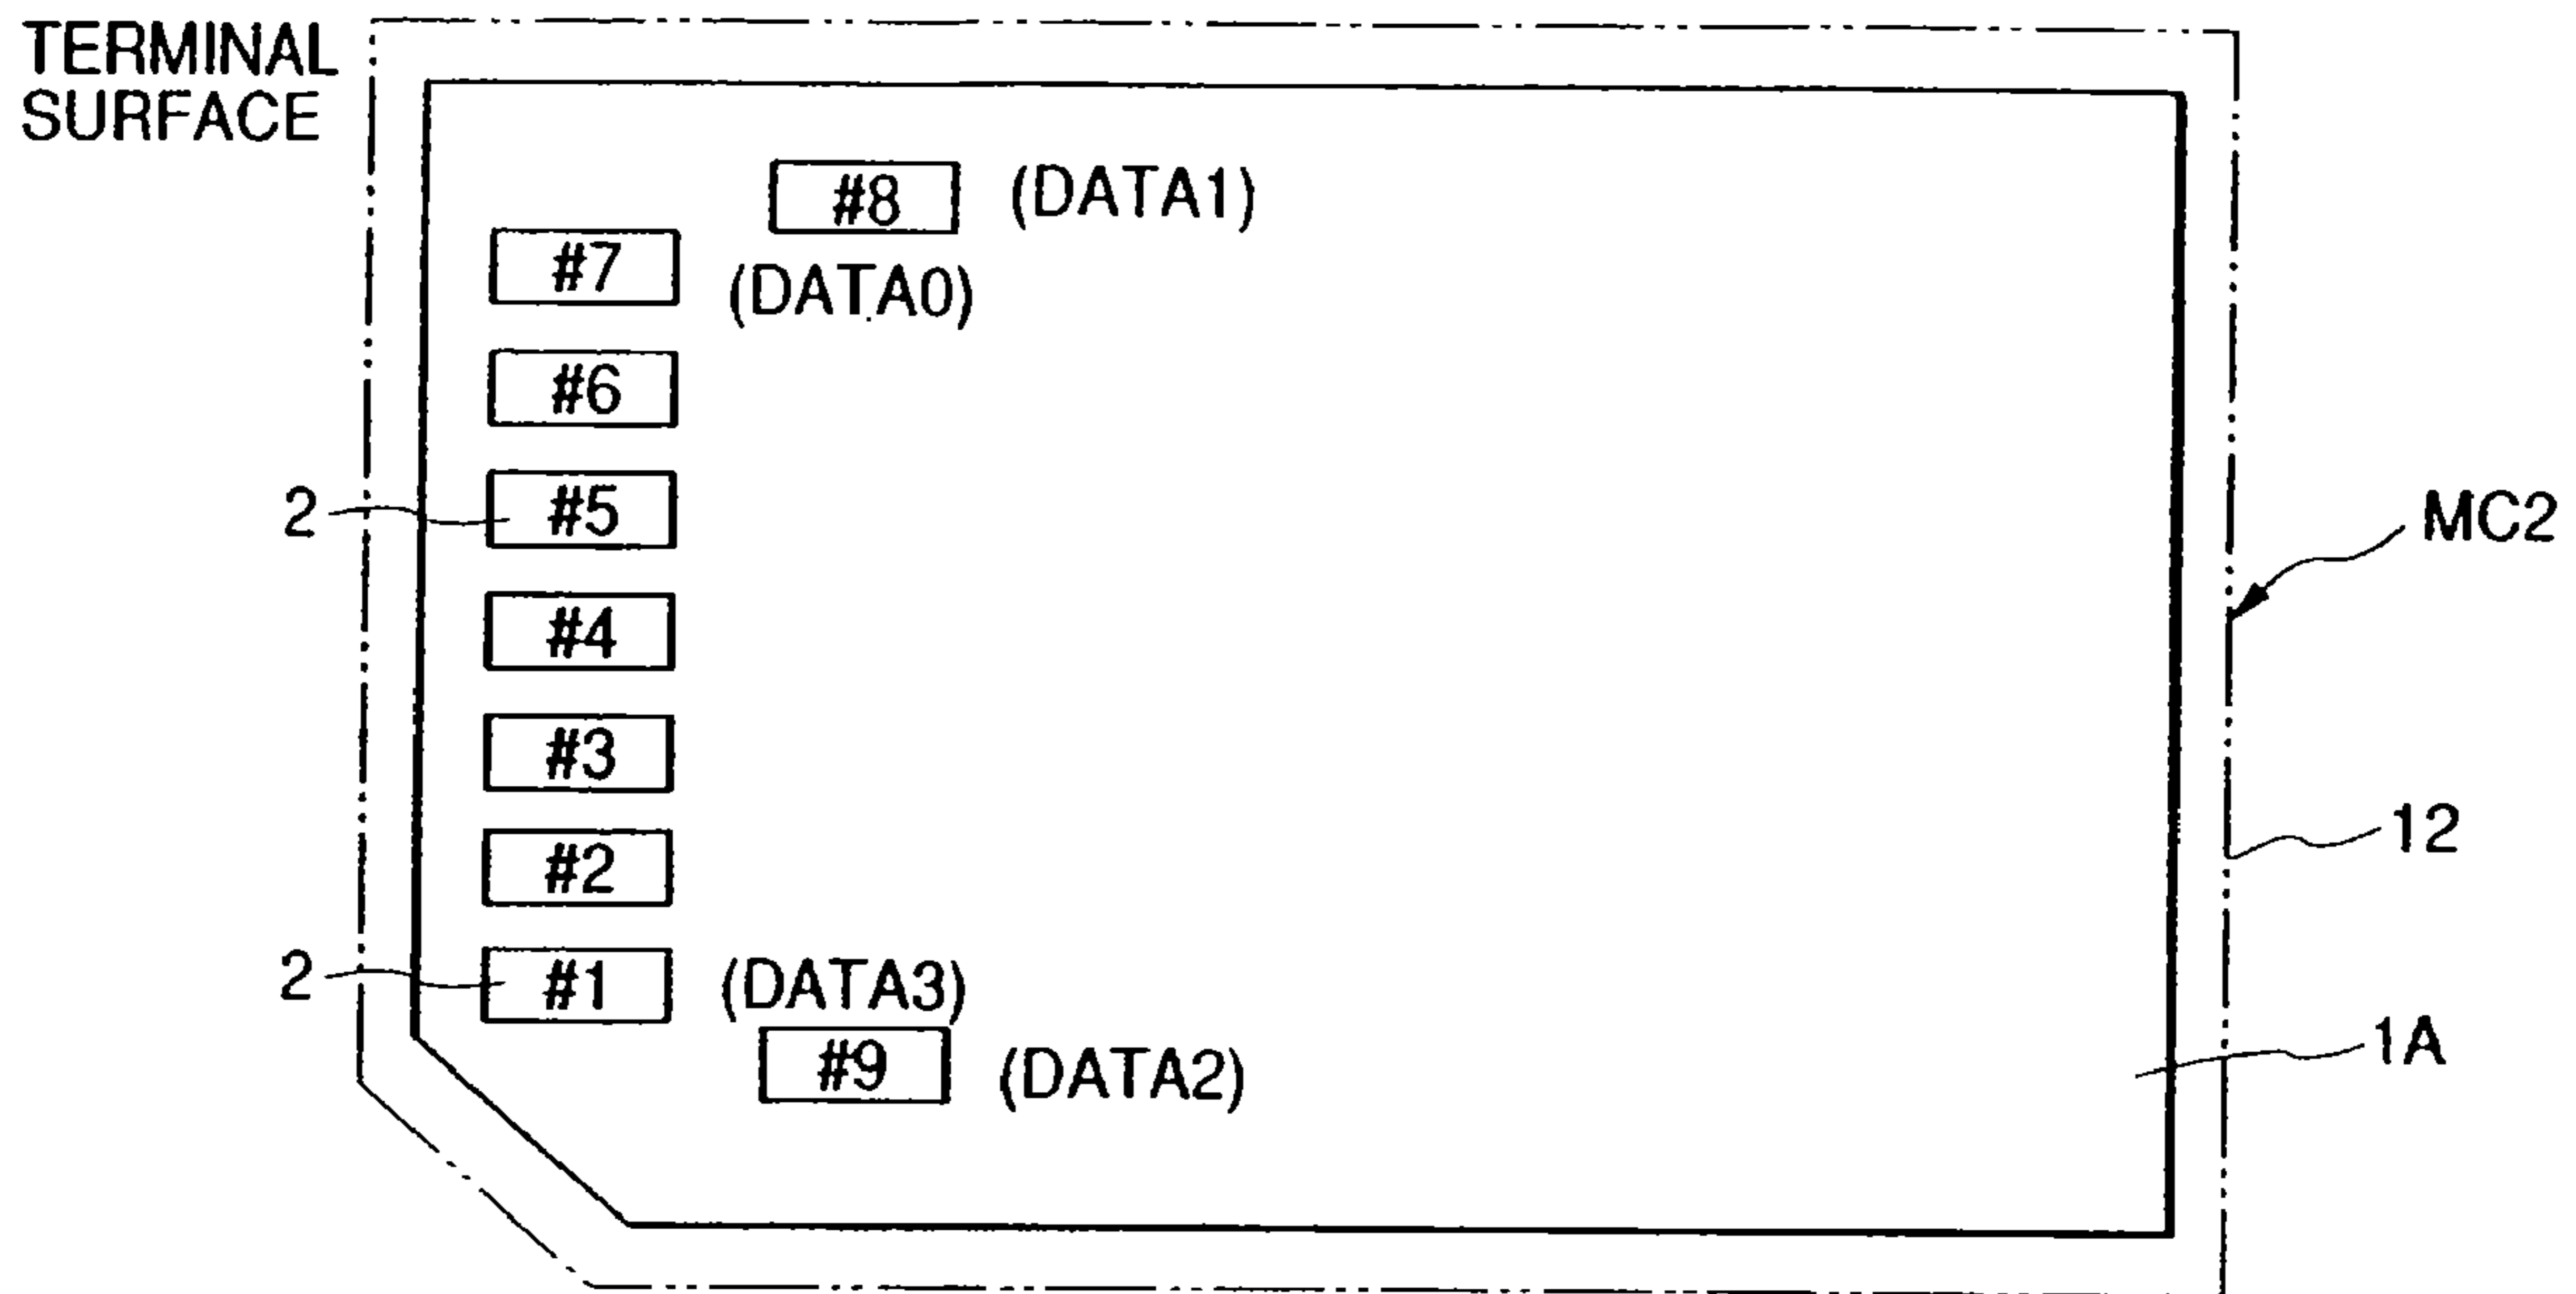 TERMINAL
SURFACE
#8 (DATA1)
#7 (DATA0)
#6
2 #5
MC2
#4
#3
12
#2
2 #1 (DATA3)
1A
#9 (DATA2)